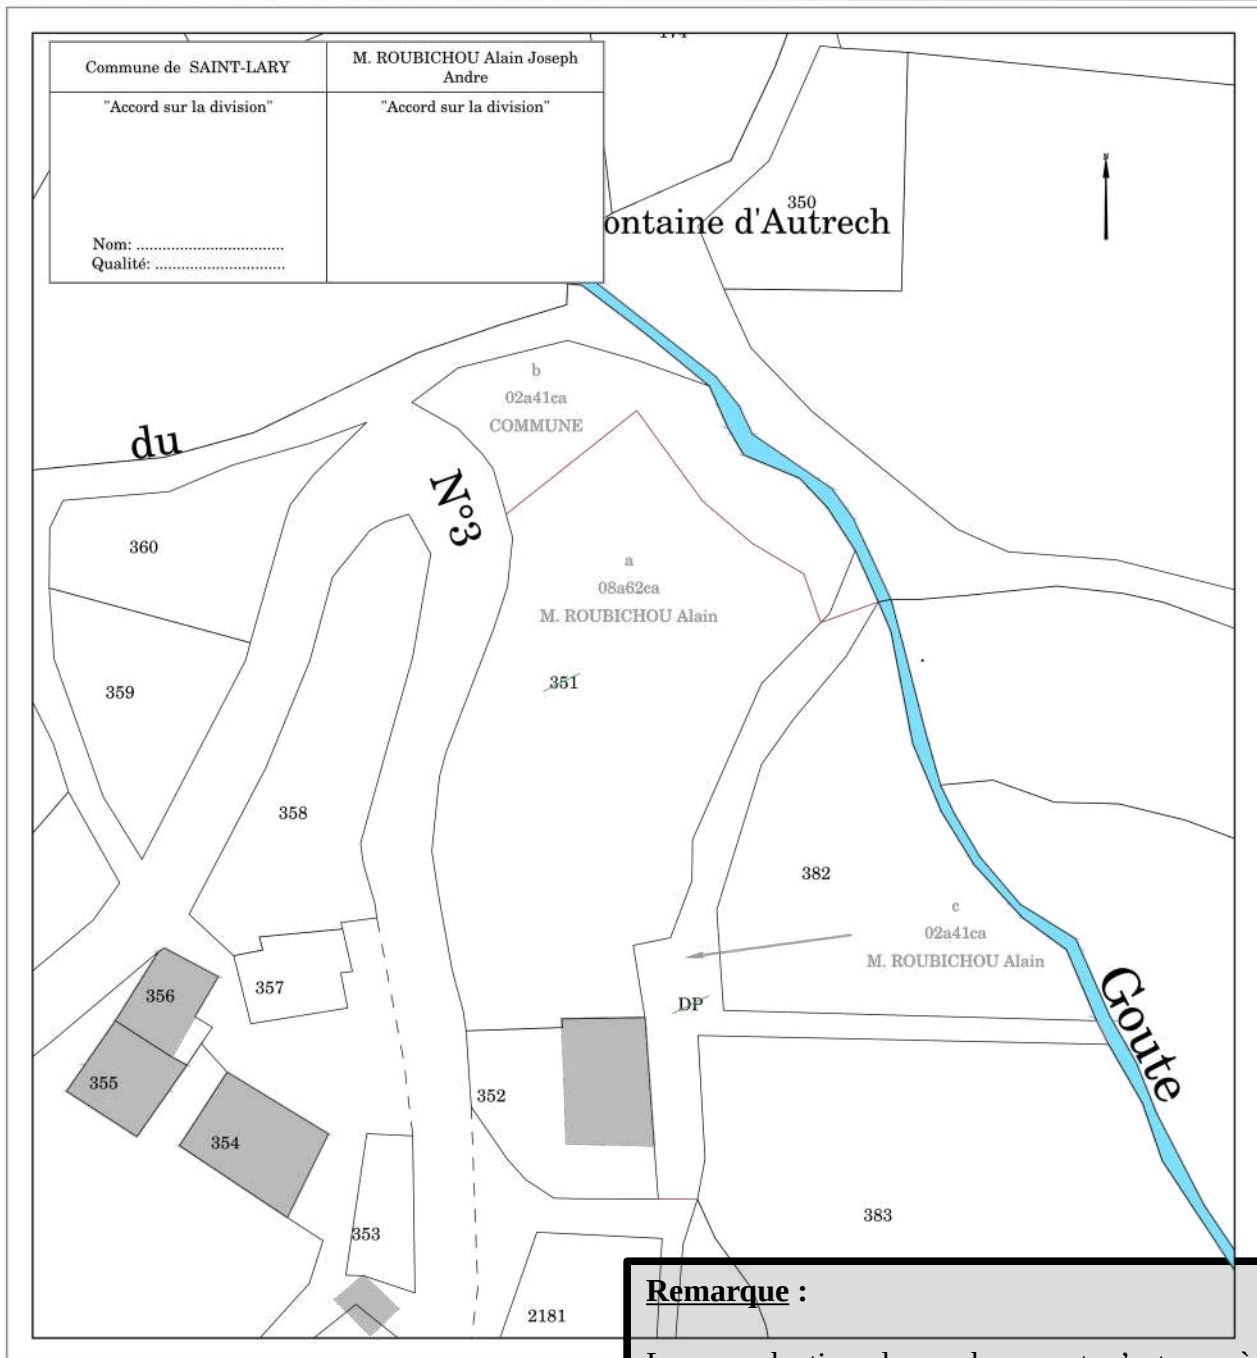 Commune de SAINT-LARY
M. ROUBICHOU Alain Joseph
Andre
"Accord sur la division"
"Accord sur la division"
Nom: ..................................
Qualité: ..............................
N
350
ontaine d'Autrech
b
02a41ca
COMMUNE
du
N°3
360
a
08a62ca
M. ROUBICHOU Alain
351
359
358
382
c
02a41ca
M. ROUBICHOU Alain
357
356
DP
Goute
355
352
354
353
383
2181
Remarque :